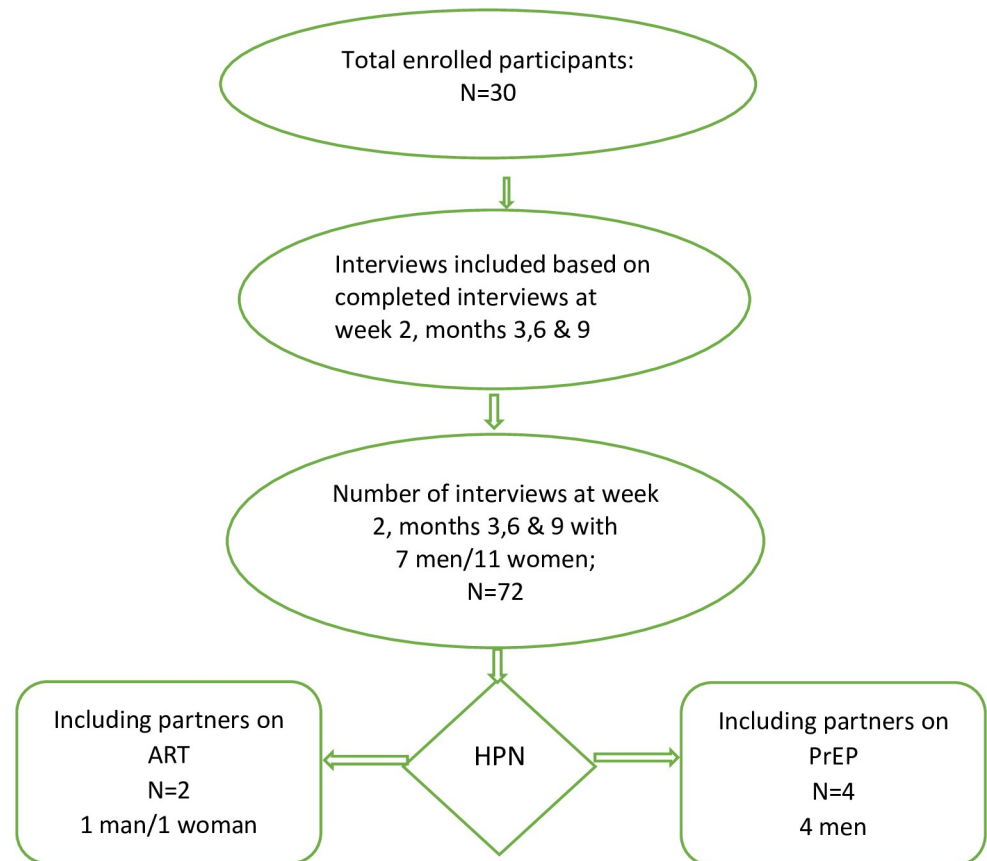 Total enrolled participants:
N=30
Interviews included based on
completed interviews at
week 2, months 3,6 & 9
Number of interviews at week
2, months 3,6 & 9 with
7 men/11 women;
N=72
Including partners on
ART
N=2
1 man/1 woman
HPN
Including partners on
PrEP
N=4
4 men